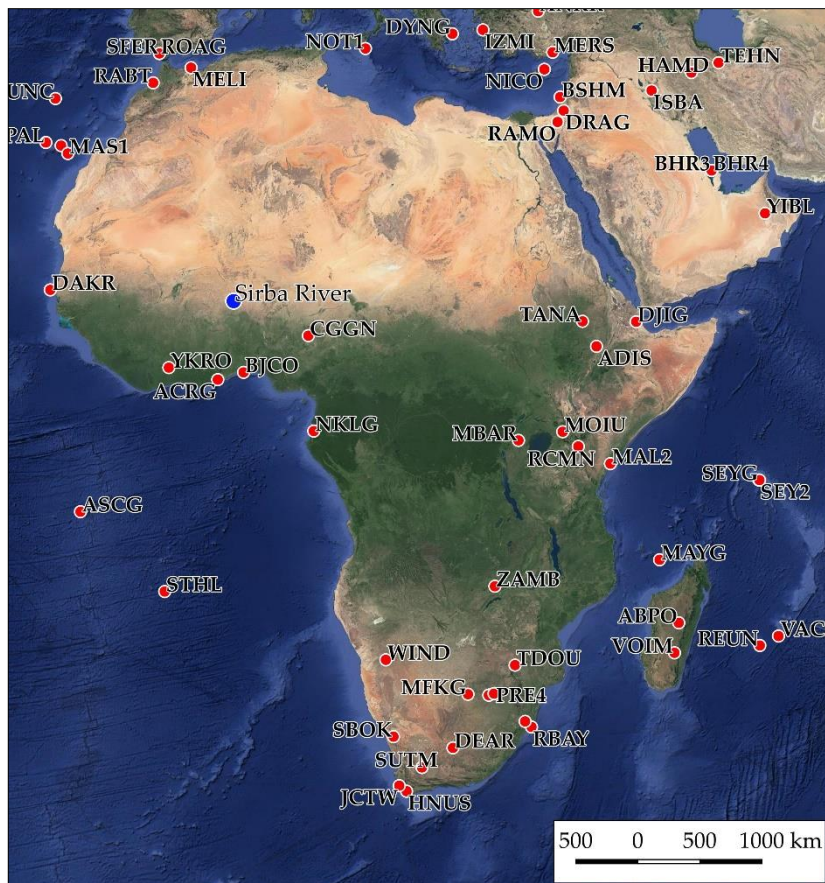 DYNG
IZMI
NOT1
MERS
SFER ROAG
TEHN
HAMD
NICO
RABT
MELI
BSHM
ISBA
UNG
RAMO
DRAG
PAL
MAS1
BHR3 BHR4
YIBL
DAKR
Sirba River
TANA
DJIG
CGGN
ADIS
YKRO
BJCO
ACRG
NKLG
MOIU
MBAR
RCMN
MAL2
SEYG
SEY2
ASCG
MAYG
STHL
ZAMB
ABPO
VAC
REUN
VOIM
WIND
TDOU
MFKG
PRE4
SBOK
RBAY
DEAR
SUTM
JCTW
HNUS
500 0 500 1000 km